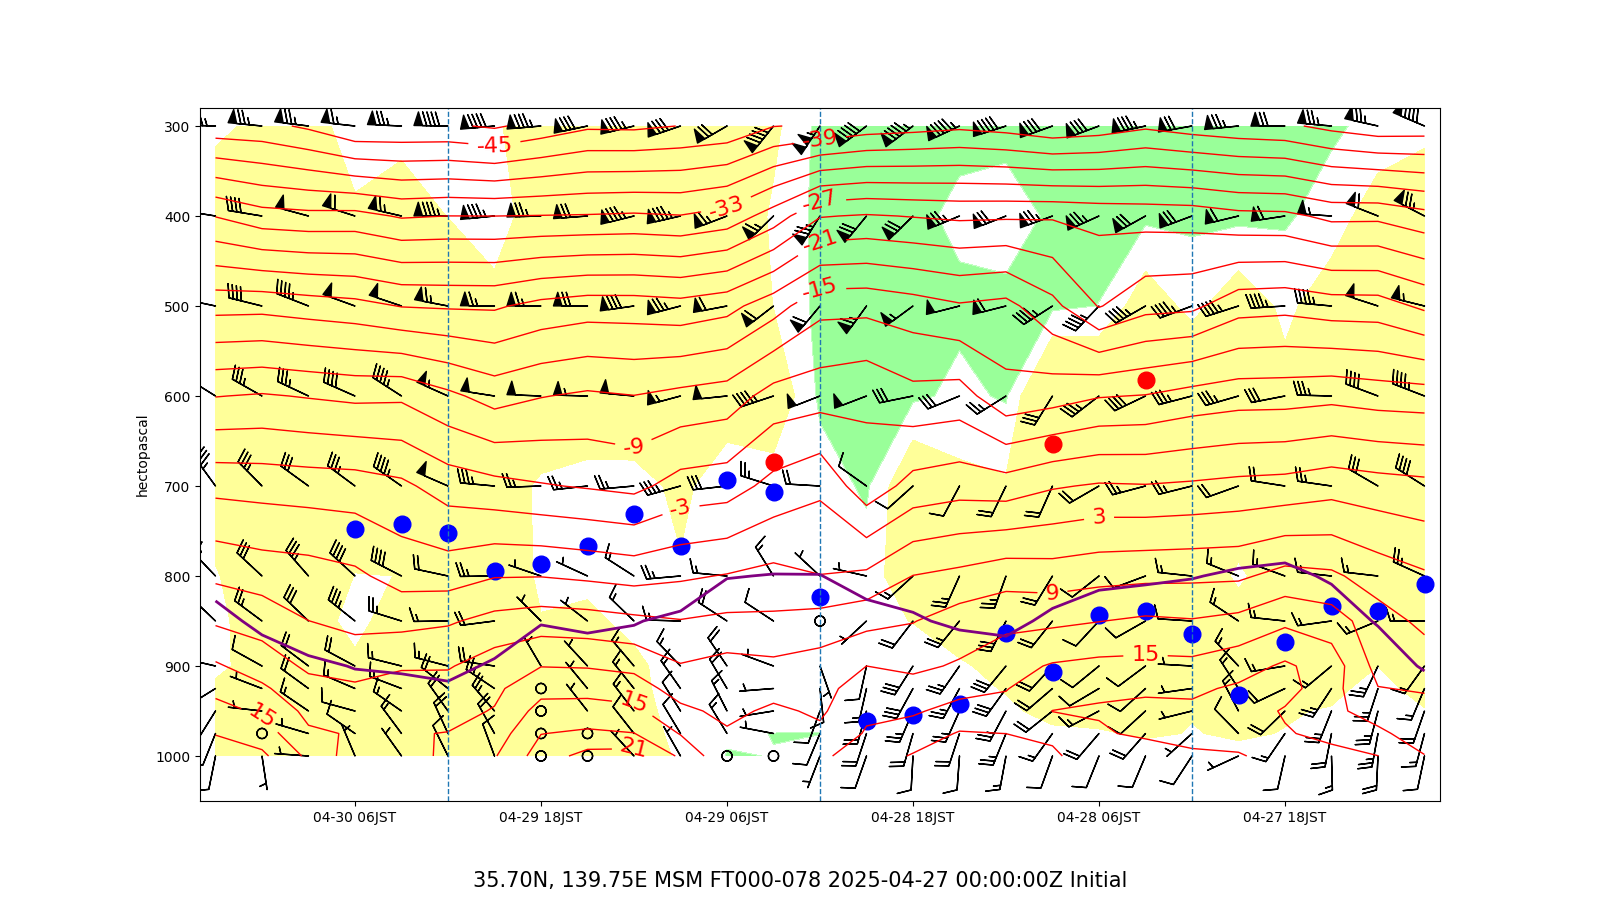 300
400
500
600
700
800
900
1000
hectopascal
-45
-39
-33
-27
-21
-15
-9
-3
3
9
15
15
15
21
04-30 06JST
04-29 18JST
04-29 06JST
04-28 18JST
04-28 06JST
04-27 18JST
35.70N, 139.75E MSM FT000-078 2025-04-27 00:00:00Z Initial